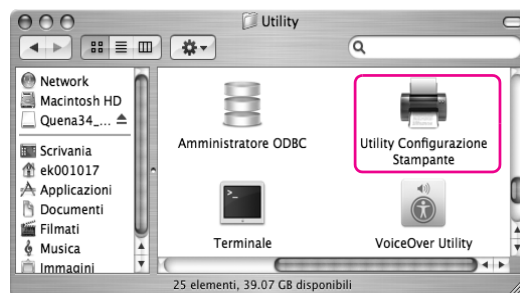 Utility
Network
Macintosh HD
Quena34_...
Scrivania
ek001017
Applicazioni
Documenti
Filmati
Musica
Immagini
Amministratore ODBC
Utility Configurazione
Stampante
Terminale
VoiceOver Utility
25 elementi, 39.07 GB disponibili